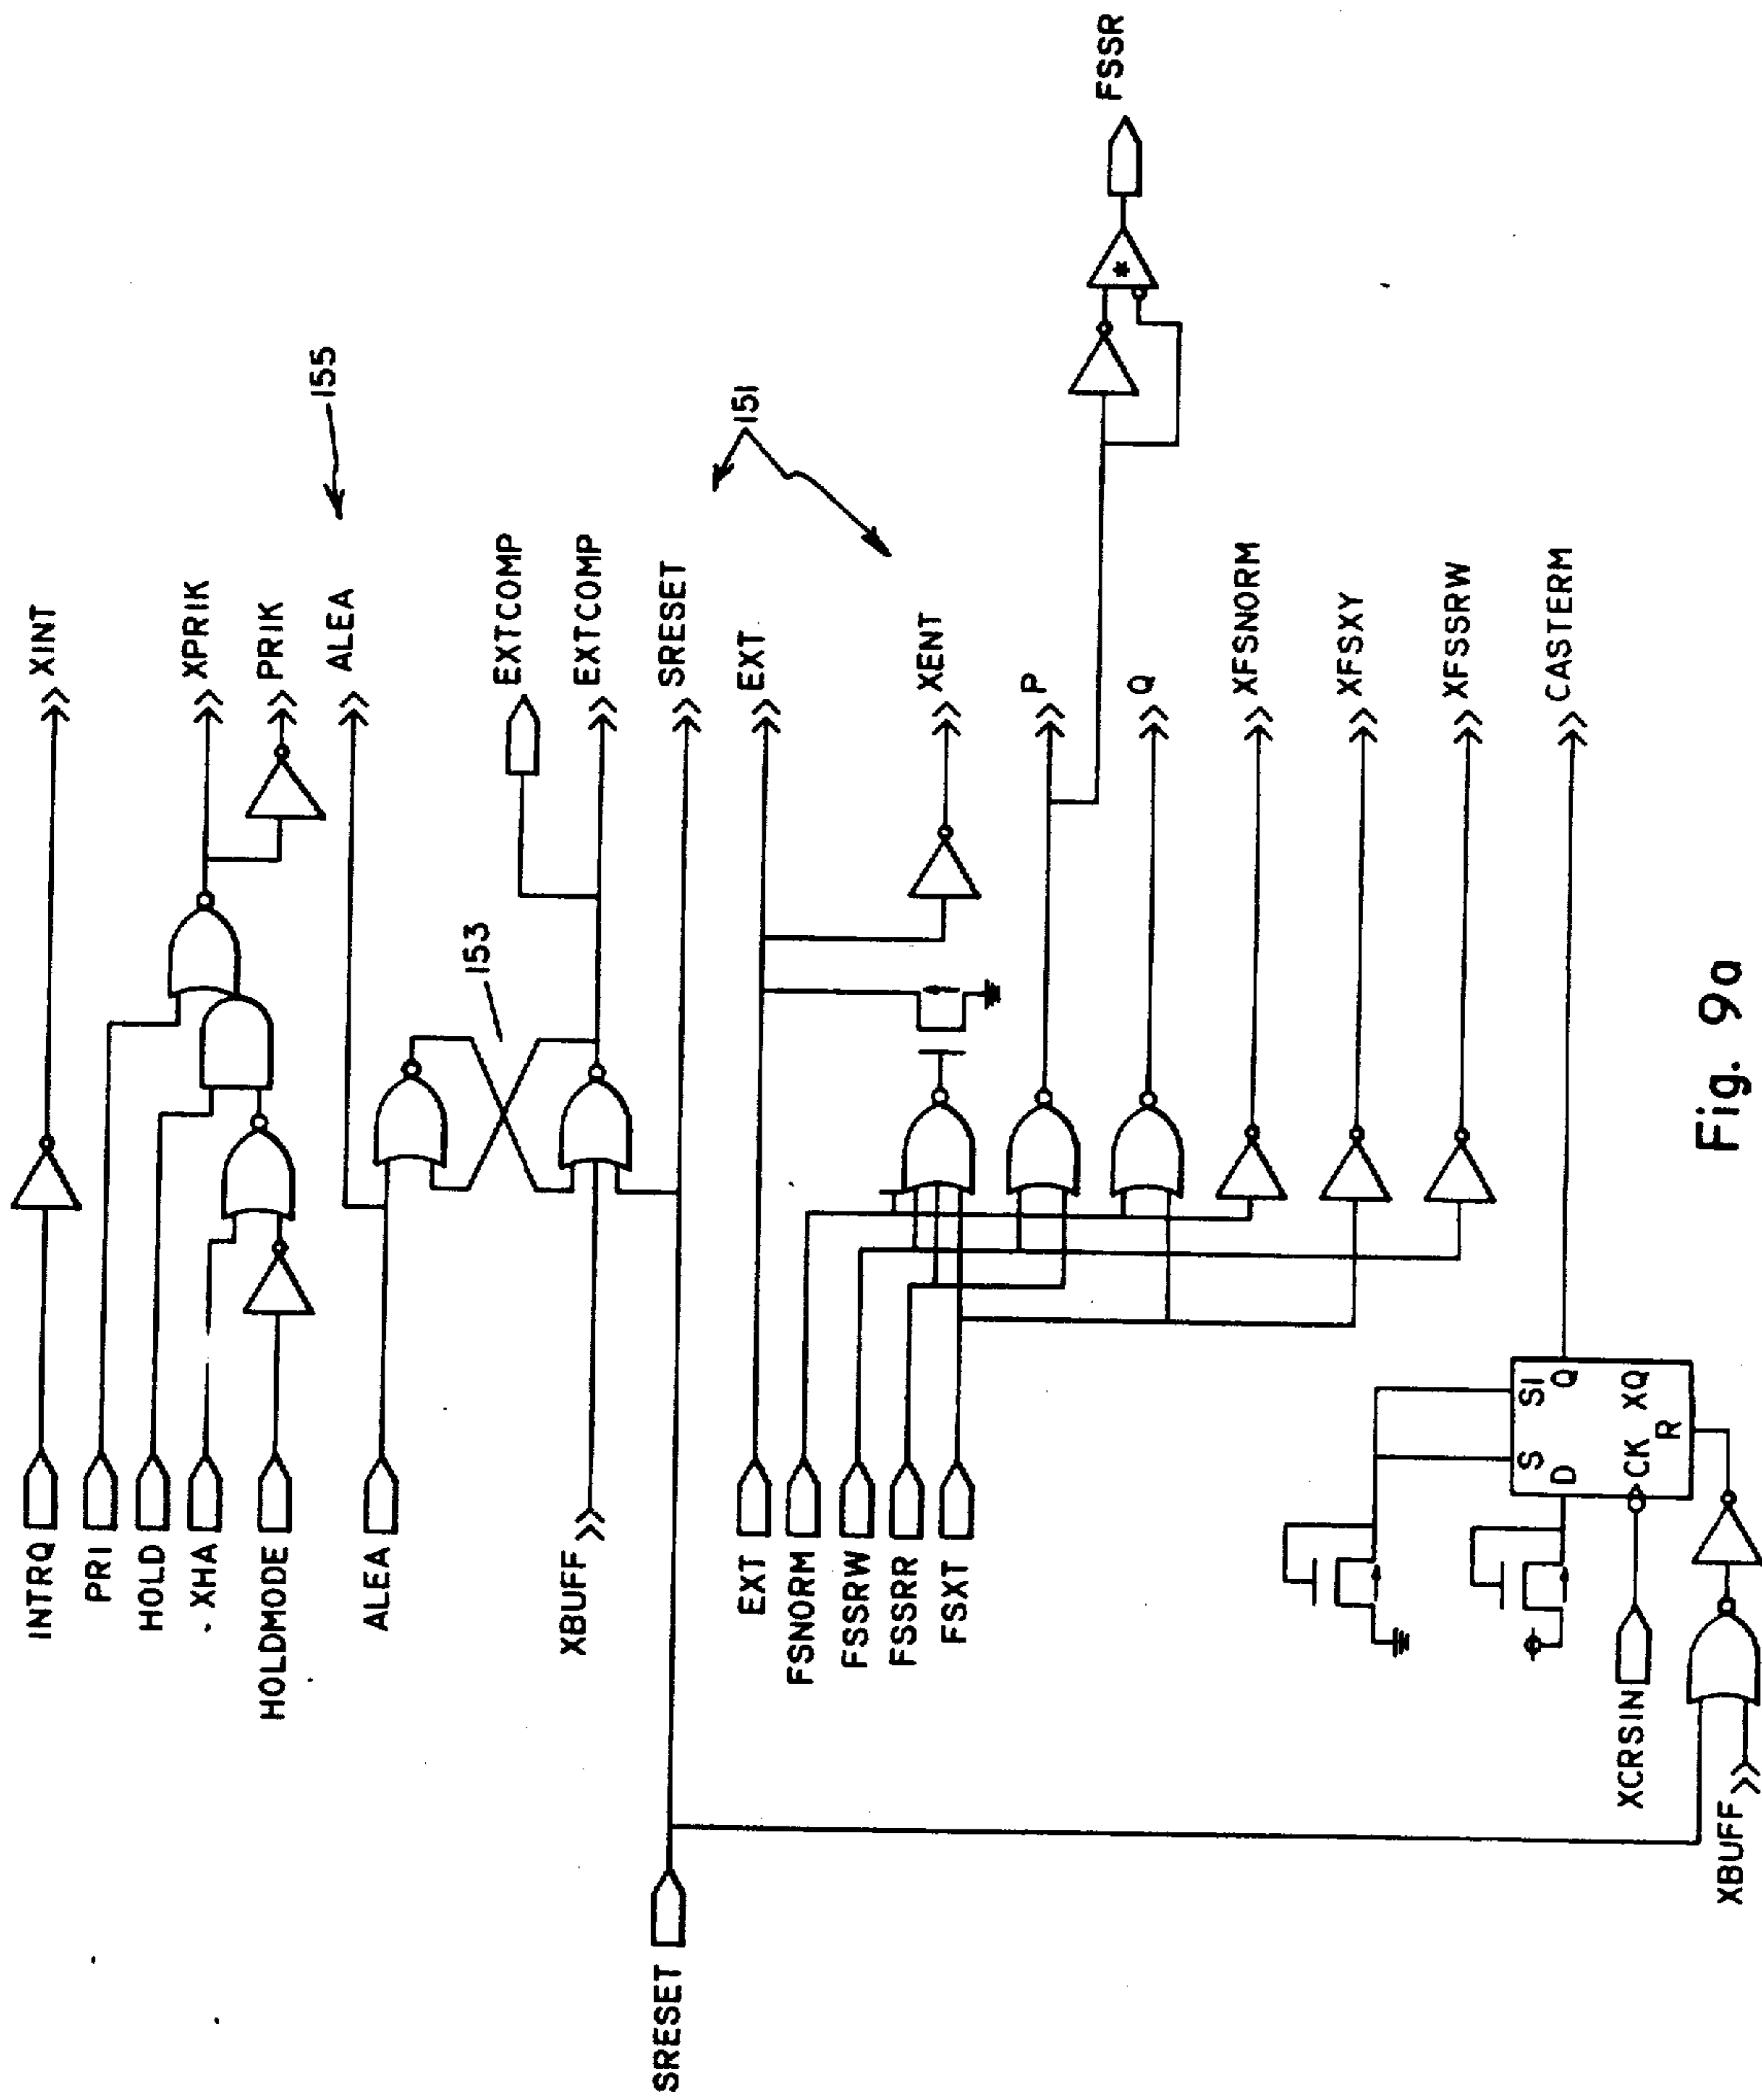 INTRQ
PRI
HOLD
XHA
HOLDMODE
ALEA
XBUFF
SRESET
EXT
FSNORM
FSSRW
FSSRR
FSXT
XCRSIN
XBUFF
S SI
D Q
CK XQ
R
153
XINT
XPRIK
PRIK
ALEA
155
EXTCOMP
EXTCOMP
SRESET
151
EXT
XENT
P
Q
XFSNORM
XFSXY
XFSSRW
CASTERM
*
FSSR
Fig. 9a